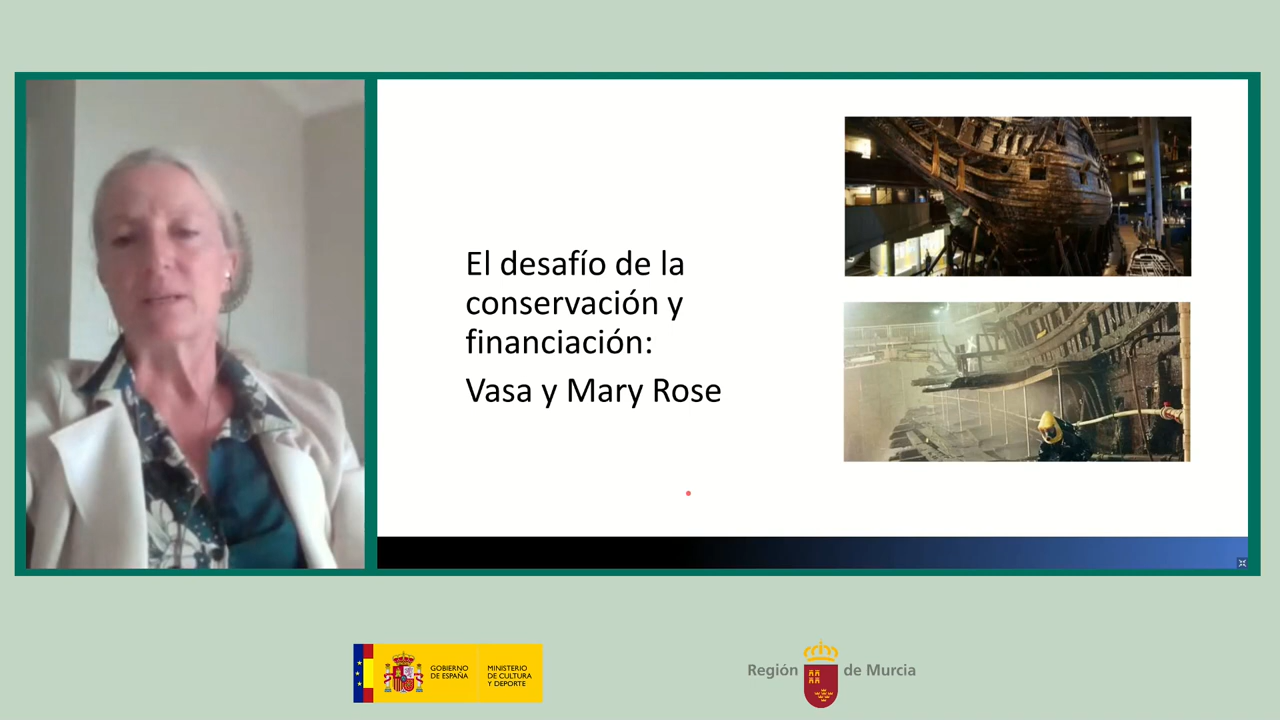 El desafío de la
conservación y
financiación:
Vasa y Mary Rose
GOBIERNO
DE ESPAÑA
MINISTERIO
DE CULTURA
Y DEPORTE
Región de Murcia